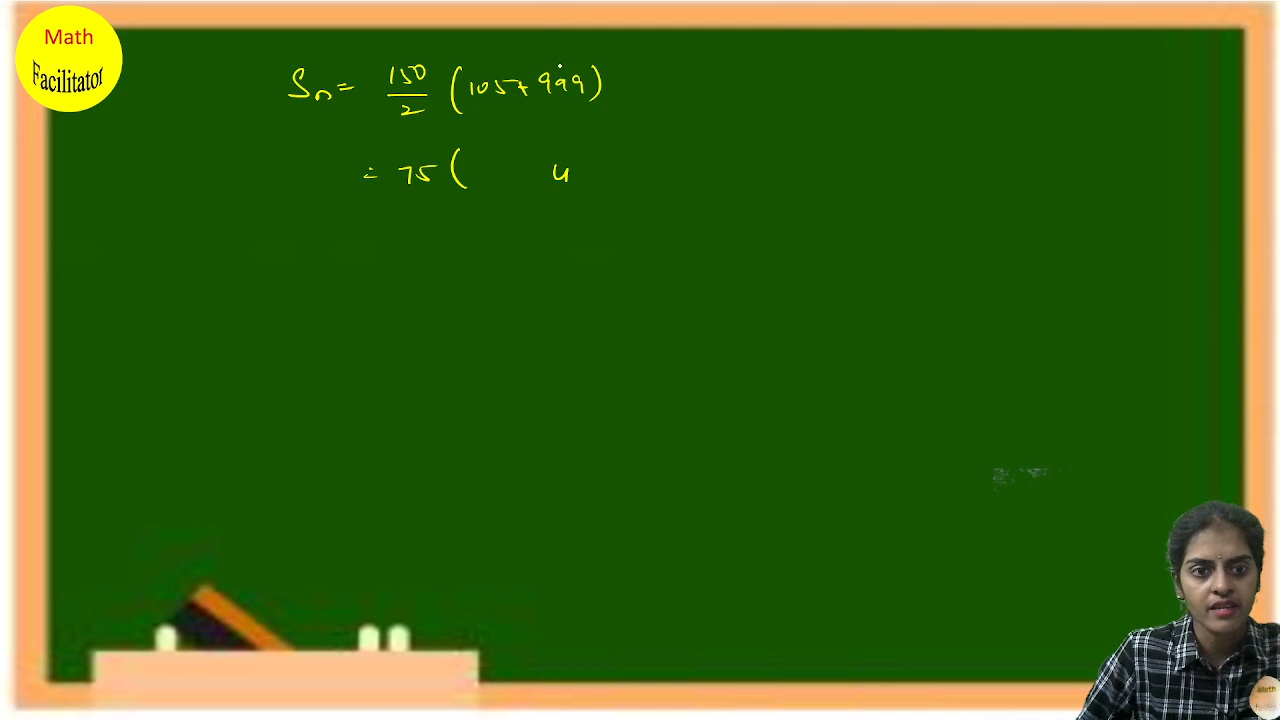 Math
Facilitator
Sn = 150/2 (105 + 999)
= 75 ( 4